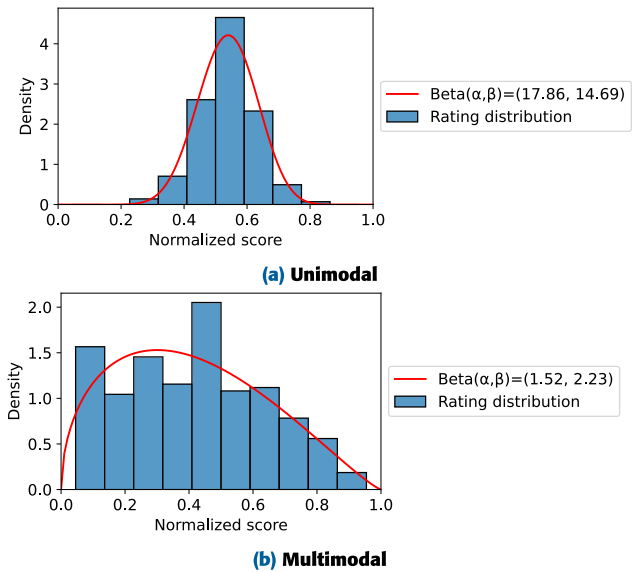 4
3
2
1
0
Density
0.0 0.2 0.4 0.6 0.8 1.0
Normalized score
Beta(α,β)=(17.86, 14.69)
Rating distribution
(a) Unimodal
2.0
1.5
1.0
0.5
0.0
Density
0.0 0.2 0.4 0.6 0.8 1.0
Normalized score
Beta(α,β)=(1.52, 2.23)
Rating distribution
(b) Multimodal